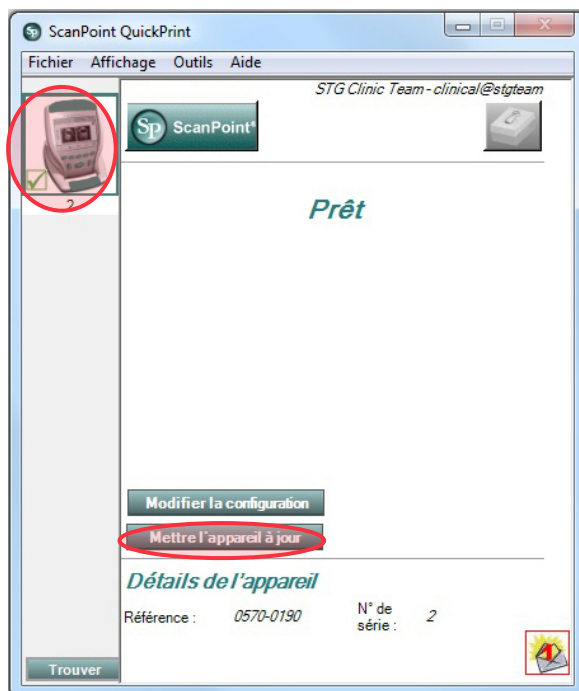 ScanPoint QuickPrint
Fichier Affichage Outils Aide
STG Clinic Team - clinical@stgteam
Sp ScanPoint®
2
Prêt
Modifier la configuration
Mettre l'appareil à jour
Détails de l'appareil
Référence : 0570-0190 N° de série : 2
Trouver